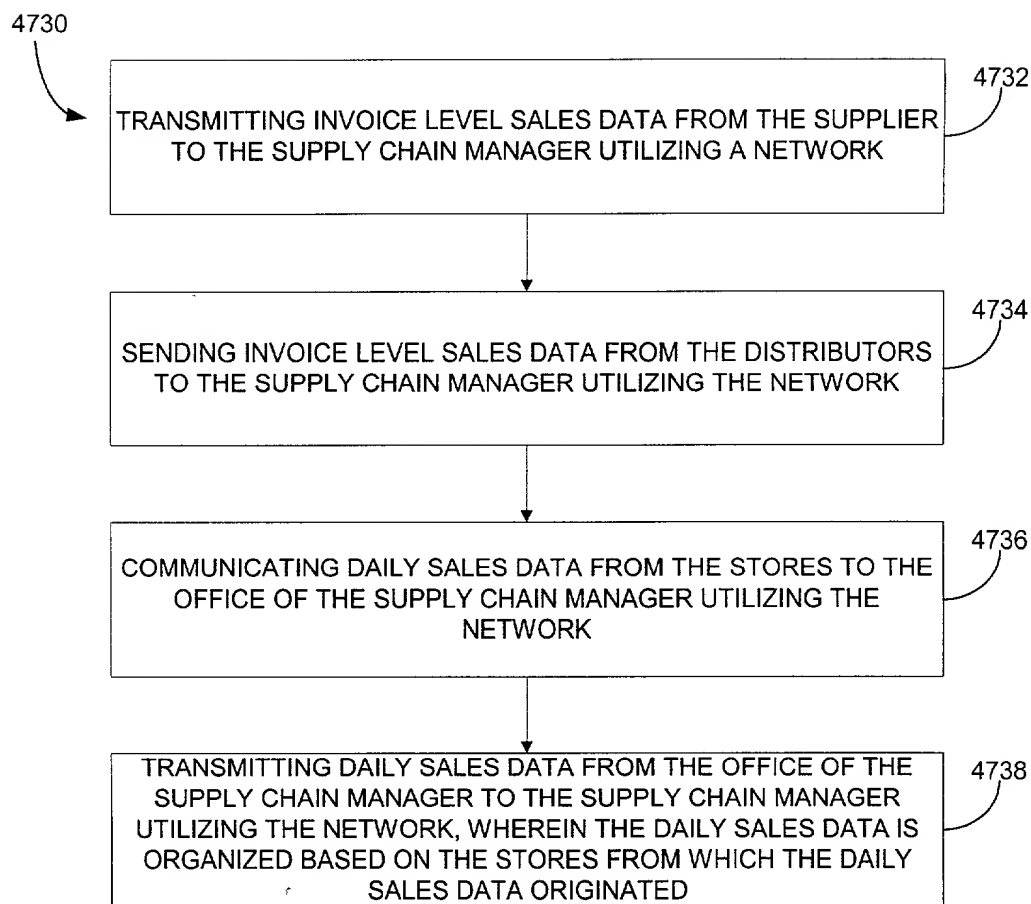 4730
4732
TRANSMITTING INVOICE LEVEL SALES DATA FROM THE SUPPLIER
TO THE SUPPLY CHAIN MANAGER UTILIZING A NETWORK
4734
SENDING INVOICE LEVEL SALES DATA FROM THE DISTRIBUTORS
TO THE SUPPLY CHAIN MANAGER UTILIZING THE NETWORK
4736
COMMUNICATING DAILY SALES DATA FROM THE STORES TO THE
OFFICE OF THE SUPPLY CHAIN MANAGER UTILIZING THE
NETWORK
4738
TRANSMITTING DAILY SALES DATA FROM THE OFFICE OF THE
SUPPLY CHAIN MANAGER TO THE SUPPLY CHAIN MANAGER
UTILIZING THE NETWORK, WHEREIN THE DAILY SALES DATA IS
ORGANIZED BASED ON THE STORES FROM WHICH THE DAILY
SALES DATA ORIGINATED